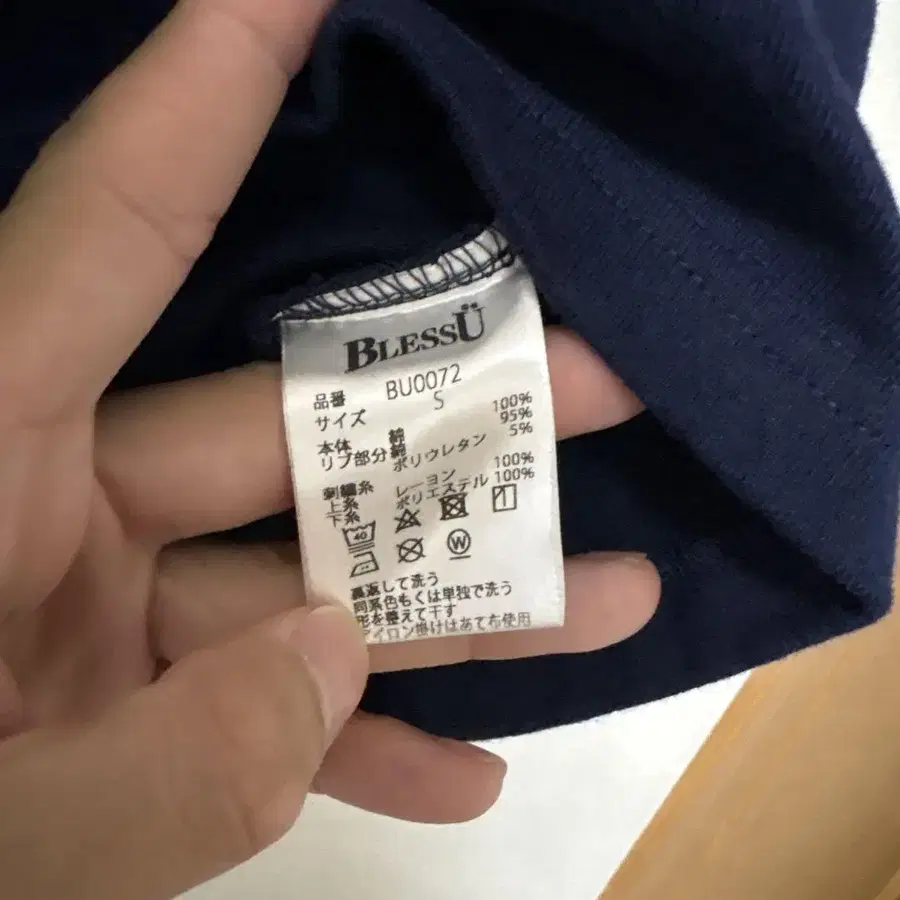 BLESSÜ
品番 BU0072
サイズ S
本体 綿 100%
リブ部分 綿 95%
ポリウレタン 5%
刺繍糸
上糸 レーヨン 100%
下糸 ポリエステル 100%
40
W
裏返して洗う
同系色もくは単独で洗う
形を整えて干す
アイロン掛けはあて布使用